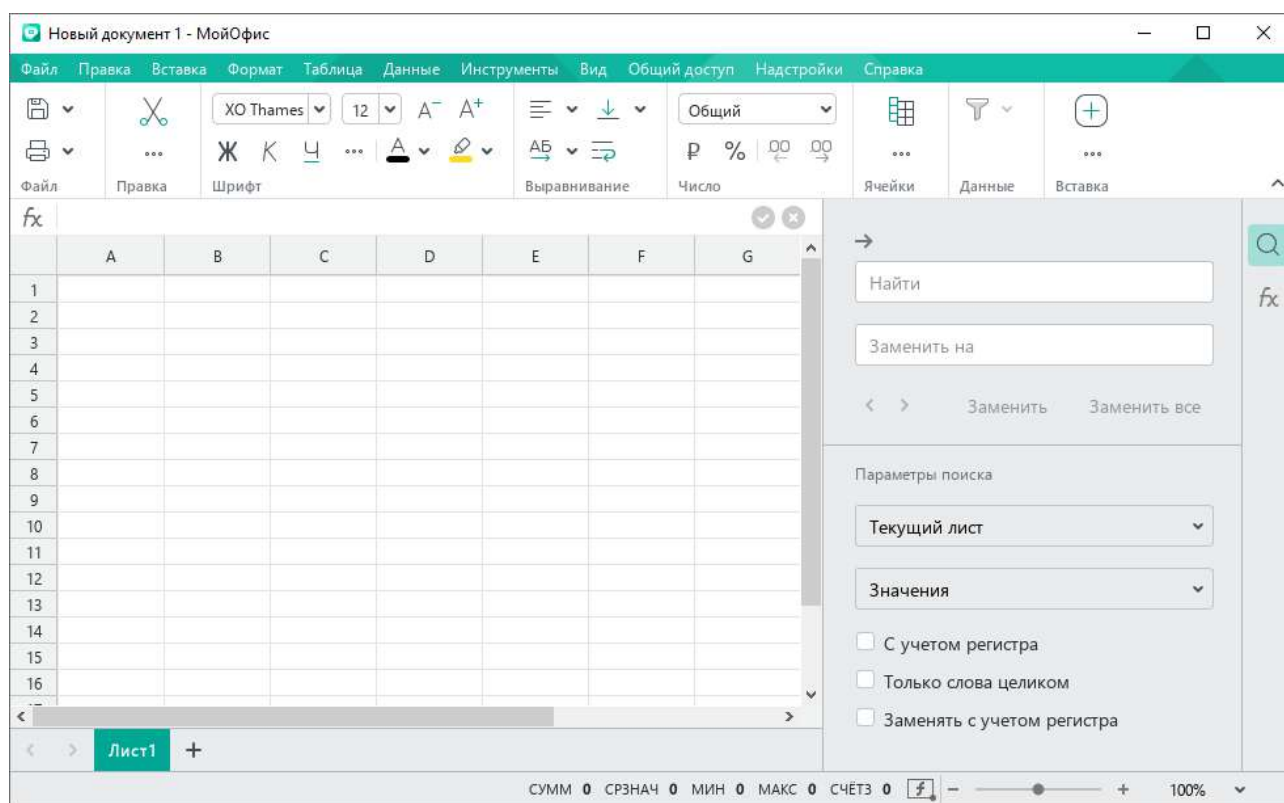 Новый документ 1 - МойОфис
Файл Правка Вставка Формат Таблица Данные Инструменты Вид Общий доступ Надстройки Справка
XO Thames 12 A⁻ A⁺ Общий
Ж К Ч А АБ ₽ % ,00 ,00
Файл Правка Шрифт Выравнивание Число Ячейки Данные Вставка
fx
A B C D E F G
Найти
fx
1
2
3
Заменить на
4
5
Заменить Заменить все
6
7
8
Параметры поиска
9
10
Текущий лист
11
12
Значения
13
14
С учетом регистра
15
16
Только слова целиком
Заменять с учетом регистра
Лист1 +
СУММ 0 СРЗНАЧ 0 МИН 0 МАКС 0 СЧЁТЗ 0 f − + 100%